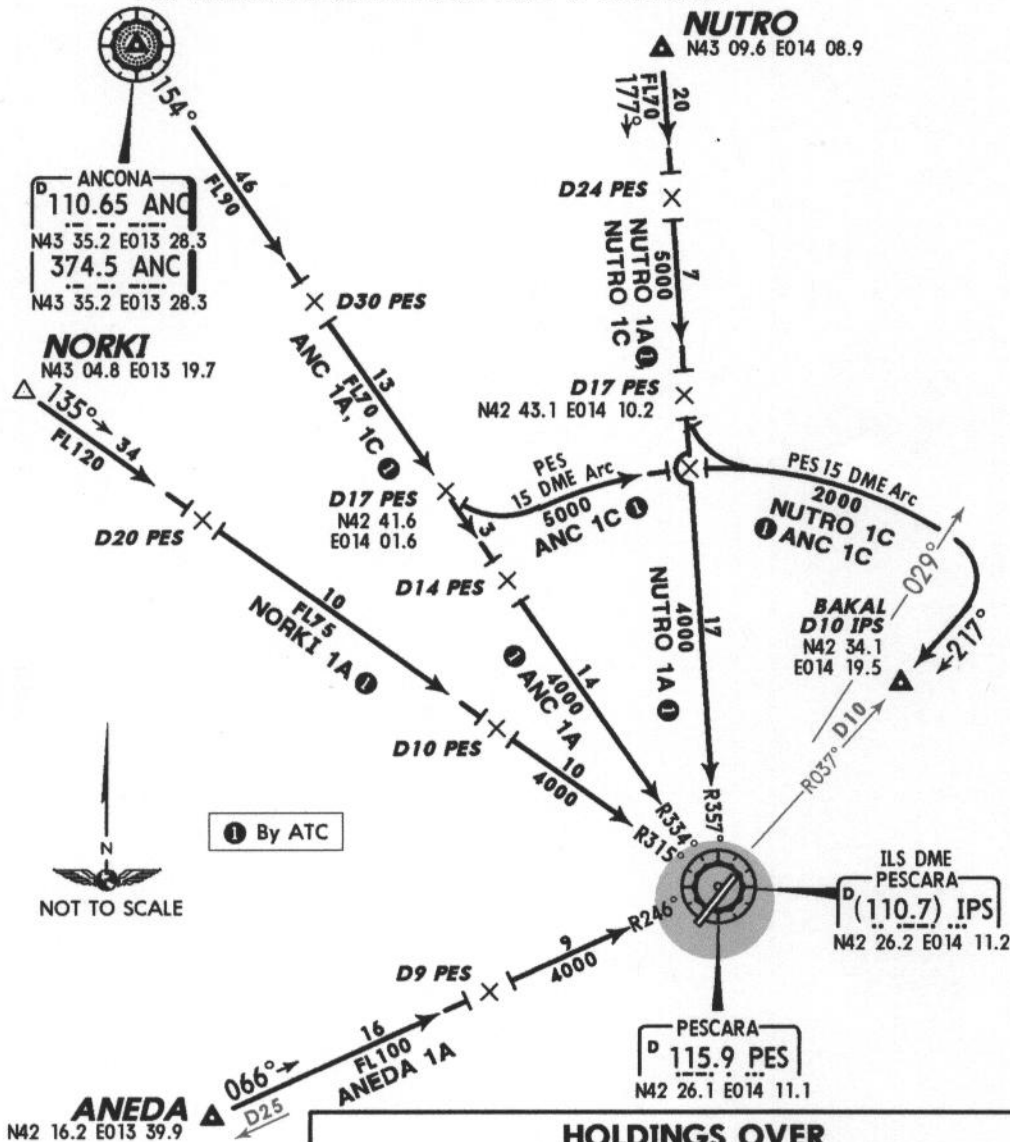 NUTRO
N43 09.6 E014 08.9
154°
20
FL70
177°
ANCONA
D
110.65 ANC
N43 35.2 E013 28.3
374.5 ANC
N43 35.2 E013 28.3
46
FL90
D24 PES
NUTRO 1A 1
NUTRO 1C
5000
7
D30 PES
NORKI
N43 04.8 E013 19.7
135°
34
FL120
13
FL70
ANC 1A, 1C 1
D17 PES
N42 43.1 E014 10.2
D17 PES
N42 41.6
E014 01.6
PES
15 DME Arc
5000
ANC 1C 1
PES 15 DME Arc
2000
NUTRO 1C
1 ANC 1C
D20 PES
3
D14 PES
029°
10
FL75
NORKI 1A 1
14
4000
1 ANC 1A
17
4000
NUTRO 1A 1
BAKAL
D10 IPS
N42 34.1
E014 19.5
217°
D10 PES
10
4000
R037° D10
R357°
R334°
R315°
1 By ATC
N
NOT TO SCALE
ILS DME
PESCARA
D
(110.7) IPS
N42 26.2 E014 11.2
R246°
9
4000
D9 PES
PESCARA
D
115.9 PES
N42 26.1 E014 11.1
16
FL100
ANEDA 1A
066°
D25
ANEDA
N42 16.2 E013 39.9
HOLDINGS OVER